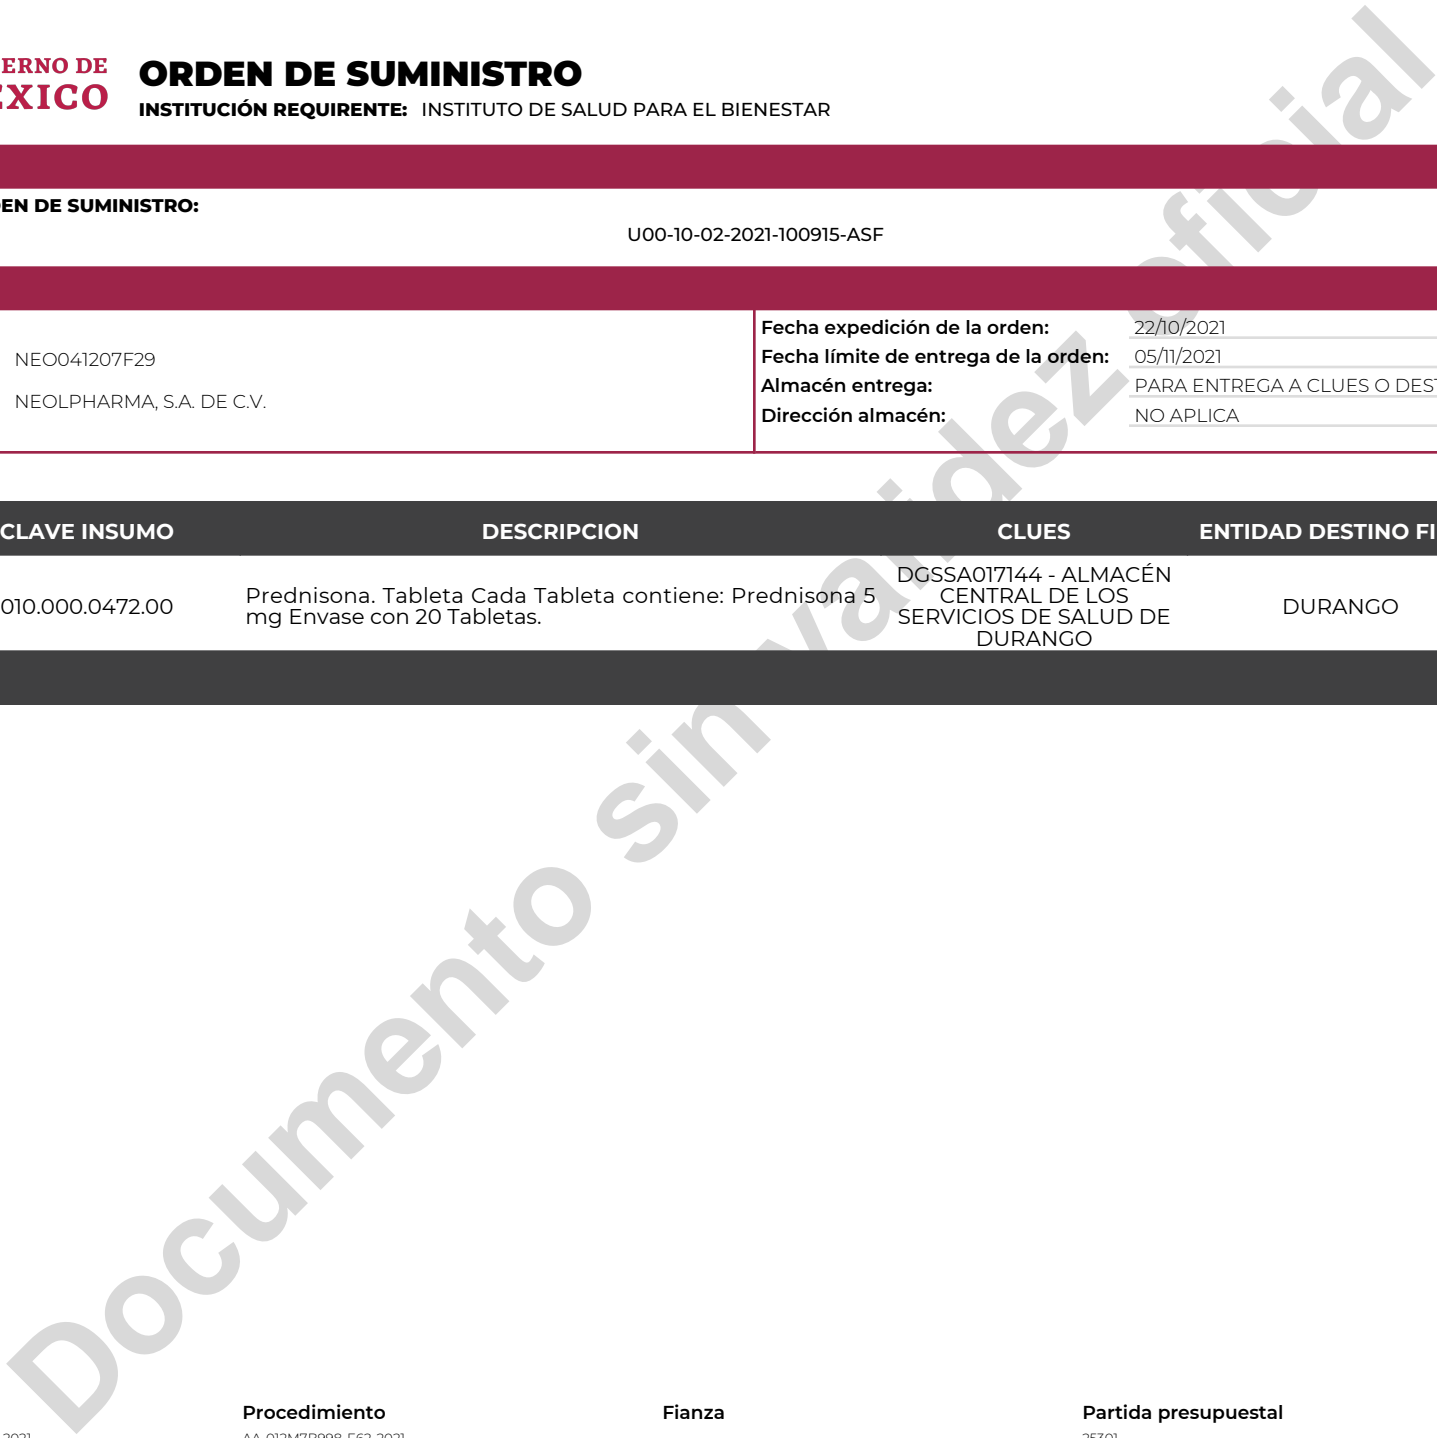 ERNO DE
EXICO
ORDEN DE SUMINISTRO
INSTITUCIÓN REQUIRENTE: INSTITUTO DE SALUD PARA EL BIENESTAR
EN DE SUMINISTRO:
U00-10-02-2021-100915-ASF
NEO041207F29
NEOLPHARMA, S.A. DE C.V.
Fecha expedición de la orden: 22/10/2021
Fecha límite de entrega de la orden: 05/11/2021
Almacén entrega: PARA ENTREGA A CLUES O DEST
Dirección almacén: NO APLICA
CLAVE INSUMO DESCRIPCION CLUES ENTIDAD DESTINO FI
010.000.0472.00
Prednisona. Tableta Cada Tableta contiene: Prednisona 5
mg Envase con 20 Tabletas.
DGSSA017144 - ALMACÉN
CENTRAL DE LOS
SERVICIOS DE SALUD DE
DURANGO
DURANGO
Documento sin validez oficial
Procedimiento Fianza Partida presupuestal